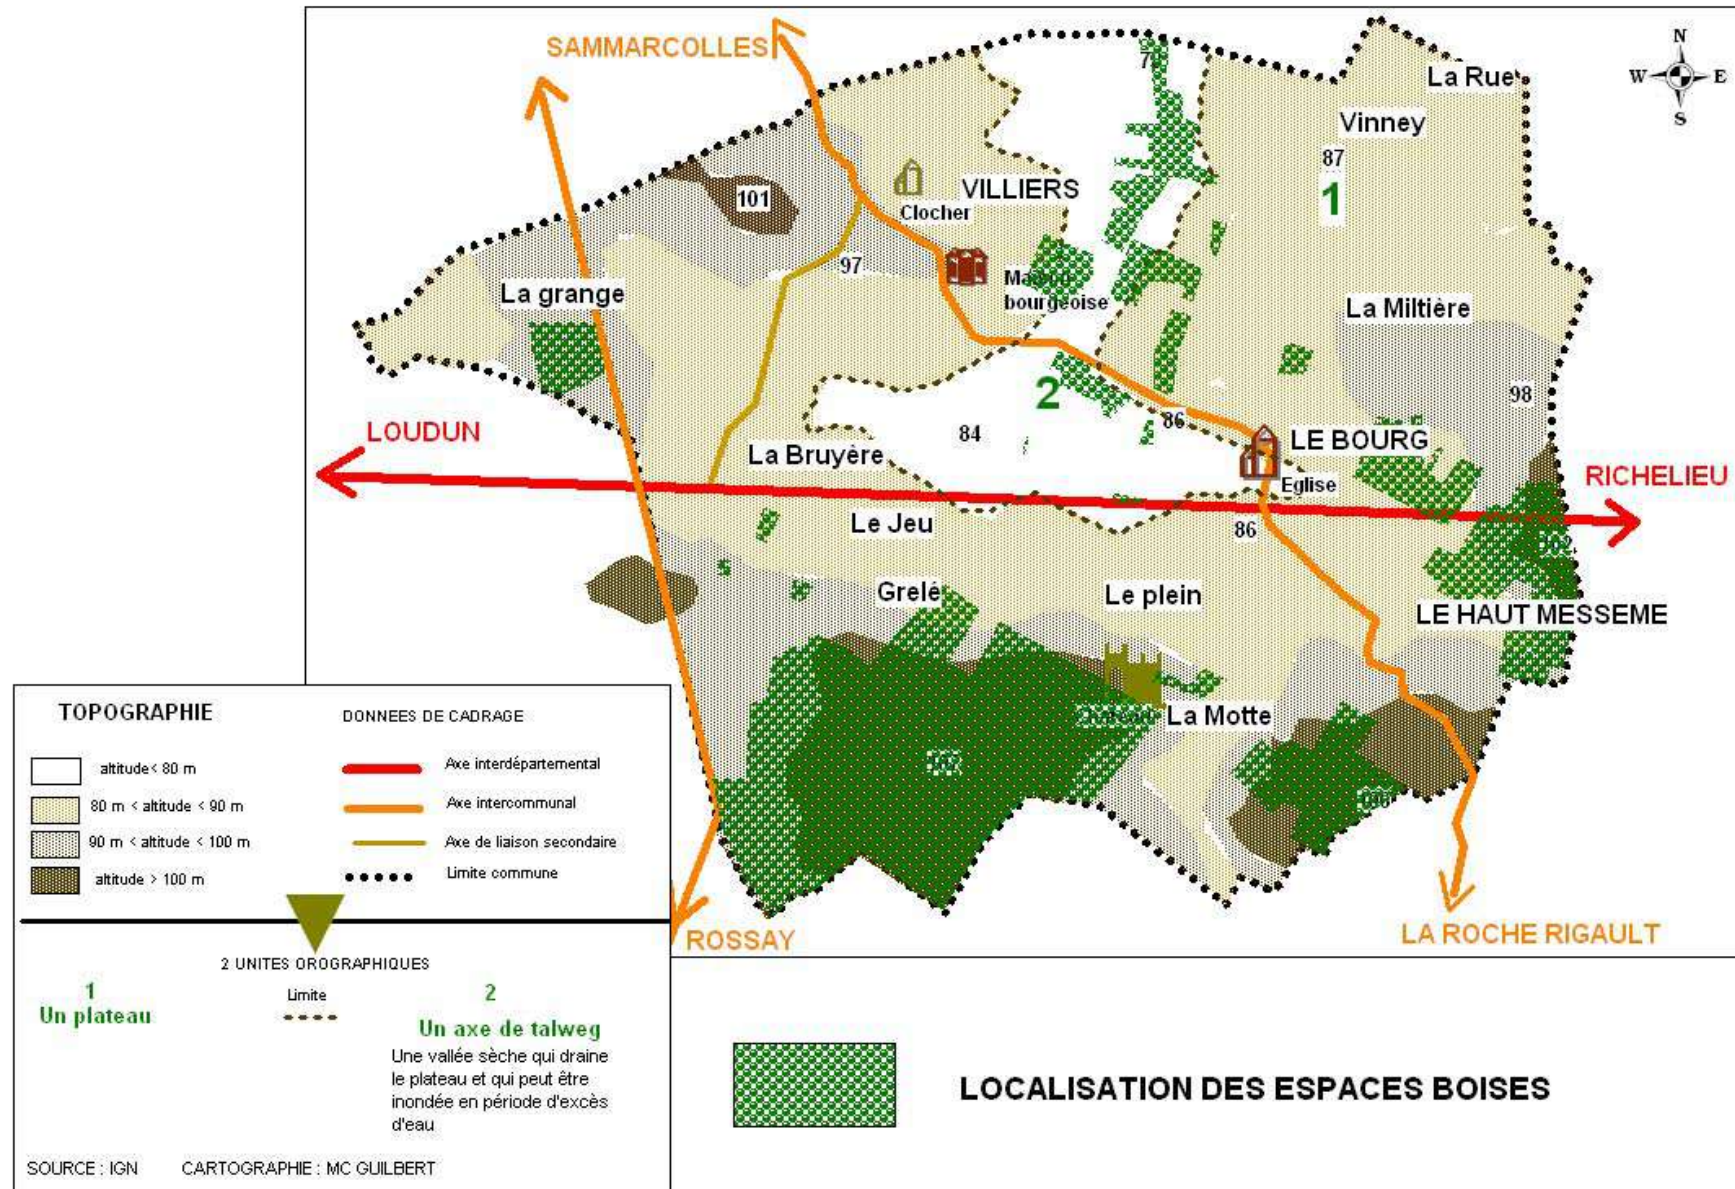 SAMMARCOLLES
7
La Rue
N
W E
S
Vinney
87
1
101
VILLIERS
Clocher
97
La grange
bourgeoise
La Miltière
2
98
LOUDUN
84
86
LE BOURG
La Bruyère
Eglise
RICHELIEU
Le Jeu
86
Grelé
Le plein
LE HAUT MESSEME
La Motte
ROSSAY
LA ROCHE RIGAULT
TOPOGRAPHIE
altitude< 80 m
80 m < altitude < 90 m
90 m < altitude < 100 m
altitude > 100 m
DONNEES DE CADRAGE
Axe interdépartemental
Axe intercommunal
Axe de liaison secondaire
Limite commune
2 UNITES OROGRAPHIQUES
1
Un plateau
Limite
2
Un axe de talweg
Une vallée sèche qui draine
le plateau et qui peut être
inondée en période d'excès
d'eau
SOURCE : IGN CARTOGRAPHIE : MC GUILBERT
LOCALISATION DES ESPACES BOISES